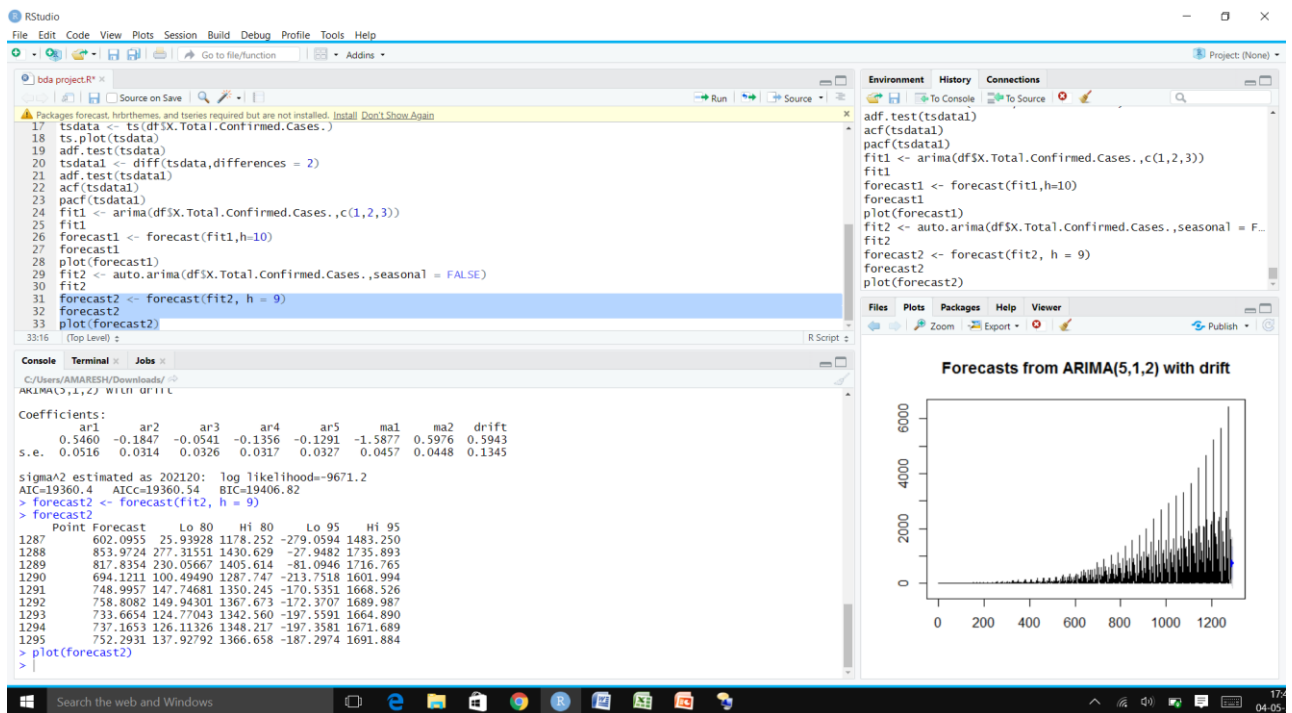 RStudio
File Edit Code View Plots Session Build Debug Profile Tools Help
Go to file/function
Addins
Project: (None)
bda project.R*
Source on Save
Run
Source
Packages forecast, hrbrthemes, and tseries required but are not installed. Install Don't Show Again
17 tsdata <- ts(df$X.Total.Confirmed.Cases.)
18 ts.plot(tsdata)
19 adf.test(tsdata)
20 tsdata1 <- diff(tsdata,differences = 2)
21 adf.test(tsdata1)
22 acf(tsdata1)
23 pacf(tsdata1)
24 fit1 <- arima(df$X.Total.Confirmed.Cases.,c(1,2,3))
25 fit1
26 forecast1 <- forecast(fit1,h=10)
27 forecast1
28 plot(forecast1)
29 fit2 <- auto.arima(df$X.Total.Confirmed.Cases.,seasonal = FALSE)
30 fit2
31 forecast2 <- forecast(fit2, h = 9)
32 forecast2
33 plot(forecast2)
33:16 (Top Level)
R Script
Console Terminal Jobs
C:/Users/AMARESH/Downloads/
ARIMA(5,1,2) with drift
Coefficients:
ar1 ar2 ar3 ar4 ar5 ma1 ma2 drift
0.5460 -0.1847 -0.0541 -0.1356 -0.1291 -1.5877 0.5976 0.5943
s.e. 0.0516 0.0314 0.0326 0.0317 0.0327 0.0457 0.0448 0.1345
sigma^2 estimated as 202120: log likelihood=-9671.2
AIC=19360.4 AICc=19360.54 BIC=19406.82
> forecast2 <- forecast(fit2, h = 9)
> forecast2
Point Forecast Lo 80 Hi 80 Lo 95 Hi 95
1287 602.0955 25.93928 1178.252 -279.0594 1483.250
1288 853.9724 277.31551 1430.629 -27.9482 1735.893
1289 817.8354 230.05667 1405.614 -81.0946 1716.765
1290 694.1211 100.49490 1287.747 -213.7518 1601.994
1291 748.9957 147.74681 1350.245 -170.5351 1668.526
1292 758.8082 149.94301 1367.673 -172.3707 1689.987
1293 733.6654 124.77043 1342.560 -197.5591 1664.890
1294 737.1653 126.11326 1348.217 -197.3581 1671.689
1295 752.2931 137.92792 1366.658 -187.2974 1691.884
> plot(forecast2)
>
Environment History Connections
To Console To Source
adf.test(tsdata1)
acf(tsdata1)
pacf(tsdata1)
fit1 <- arima(df$X.Total.Confirmed.Cases.,c(1,2,3))
fit1
forecast1 <- forecast(fit1,h=10)
forecast1
plot(forecast1)
fit2 <- auto.arima(df$X.Total.Confirmed.Cases.,seasonal = F...
fit2
forecast2 <- forecast(fit2, h = 9)
forecast2
plot(forecast2)
Files Plots Packages Help Viewer
Zoom Export Publish
Forecasts from ARIMA(5,1,2) with drift
6000
4000
2000
0
0 200 400 600 800 1000 1200
Search the web and Windows
04-05-